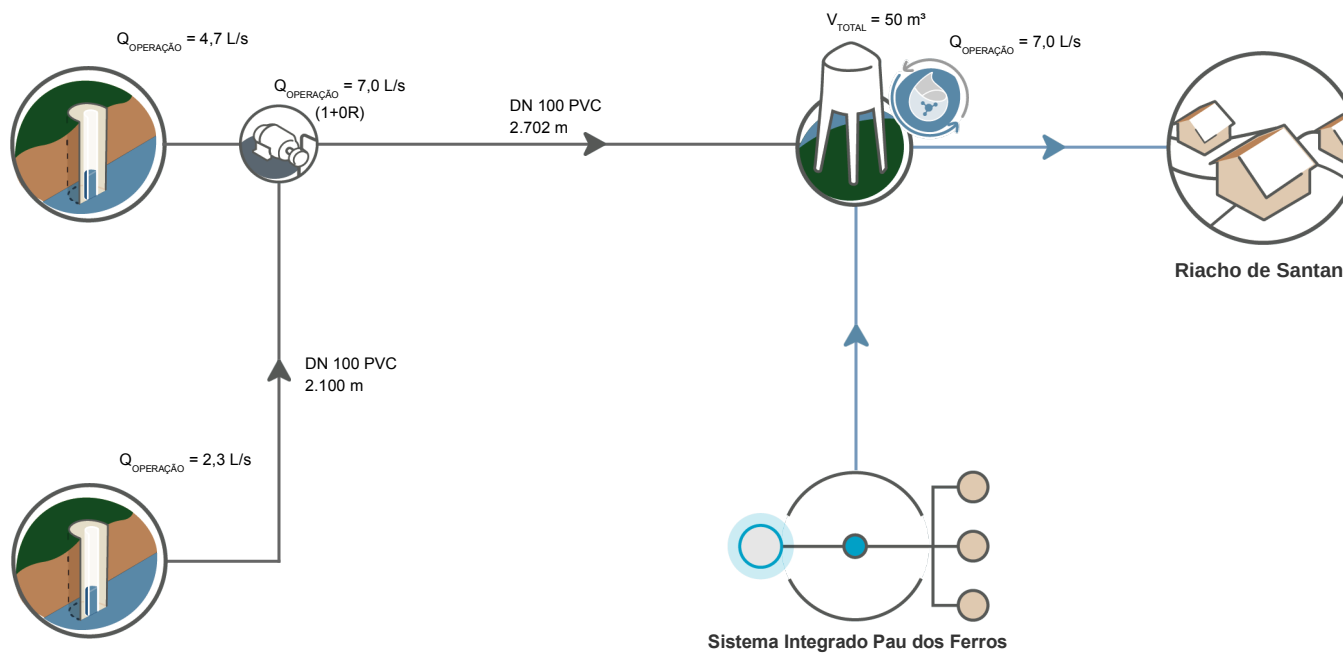 V_TOTAL = 50 m³
Q_OPERAÇÃO = 4,7 L/s
Q_OPERAÇÃO = 7,0 L/s
Q_OPERAÇÃO = 7,0 L/s
(1+0R)
DN 100 PVC
2.702 m
Riacho de Santan
DN 100 PVC
2.100 m
Q_OPERAÇÃO = 2,3 L/s
Sistema Integrado Pau dos Ferros